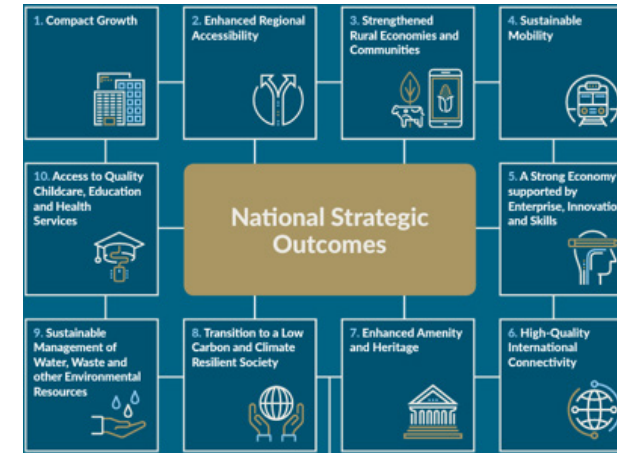 1. Compact Growth
2. Enhanced Regional
Accessibility
3. Strengthened
Rural Economies and
Communities
4. Sustainable
Mobility
10. Access to Quality
Childcare, Education
and Health
Services
National Strategic
Outcomes
5. A Strong Economy
supported by
Enterprise, Innovatio
and Skills
9. Sustainable
Management of
Water, Waste and
other Environmental
Resources
8. Transition to a Low
Carbon and Climate
Resilient Society
7. Enhanced Amenity
and Heritage
6. High-Quality
International
Connectivity